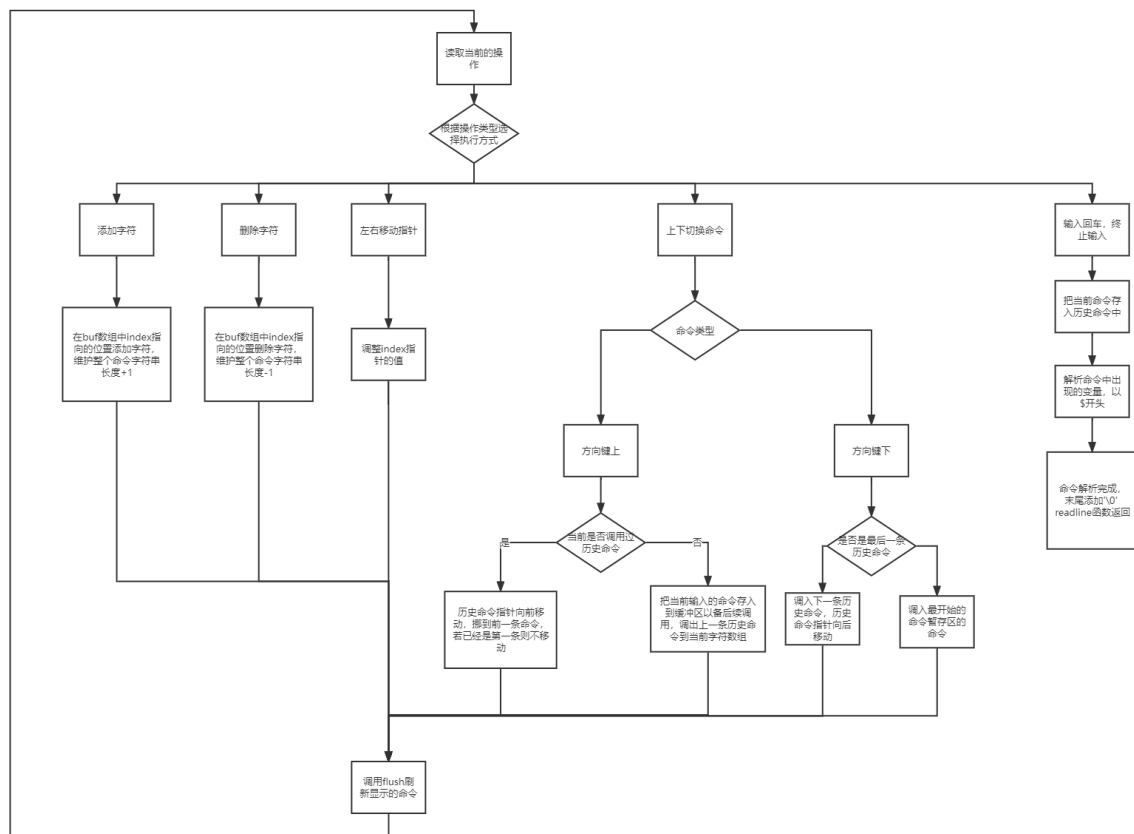 读取当前的操
作
根据操作类型选
择执行方式
添加字符
删除字符
左右移动指针
上下切换命令
输入回车，终
止输入
在buf数组中index指
向的位置添加字符，
维护整个命令字符串
长度+1
在buf数组中index指
向的位置删除字符，
维护整个命令字符串
长度-1
调整index指
针的值
命令类型
把当前命令存
入历史命令中
解析命令中出
现的变量，以
$开头
方向键上
方向键下
命令解析完成，
末尾添加'\0'
readline函数返回
当前是否调用过
历史命令
是
否
是否是最后一条
历史命令
历史命令指针向前移
动，挪到前一条命令，
若已经是第一条则不移
动
把当前输入的命令存入
到缓冲区以备后续调
用，调出上一条历史命
令到当前字符数组
调入下一条历
史命令，历史
命令指针向后
移动
调入最开始的
命令暂存区的
命令
调用flush刷
新显示的命令